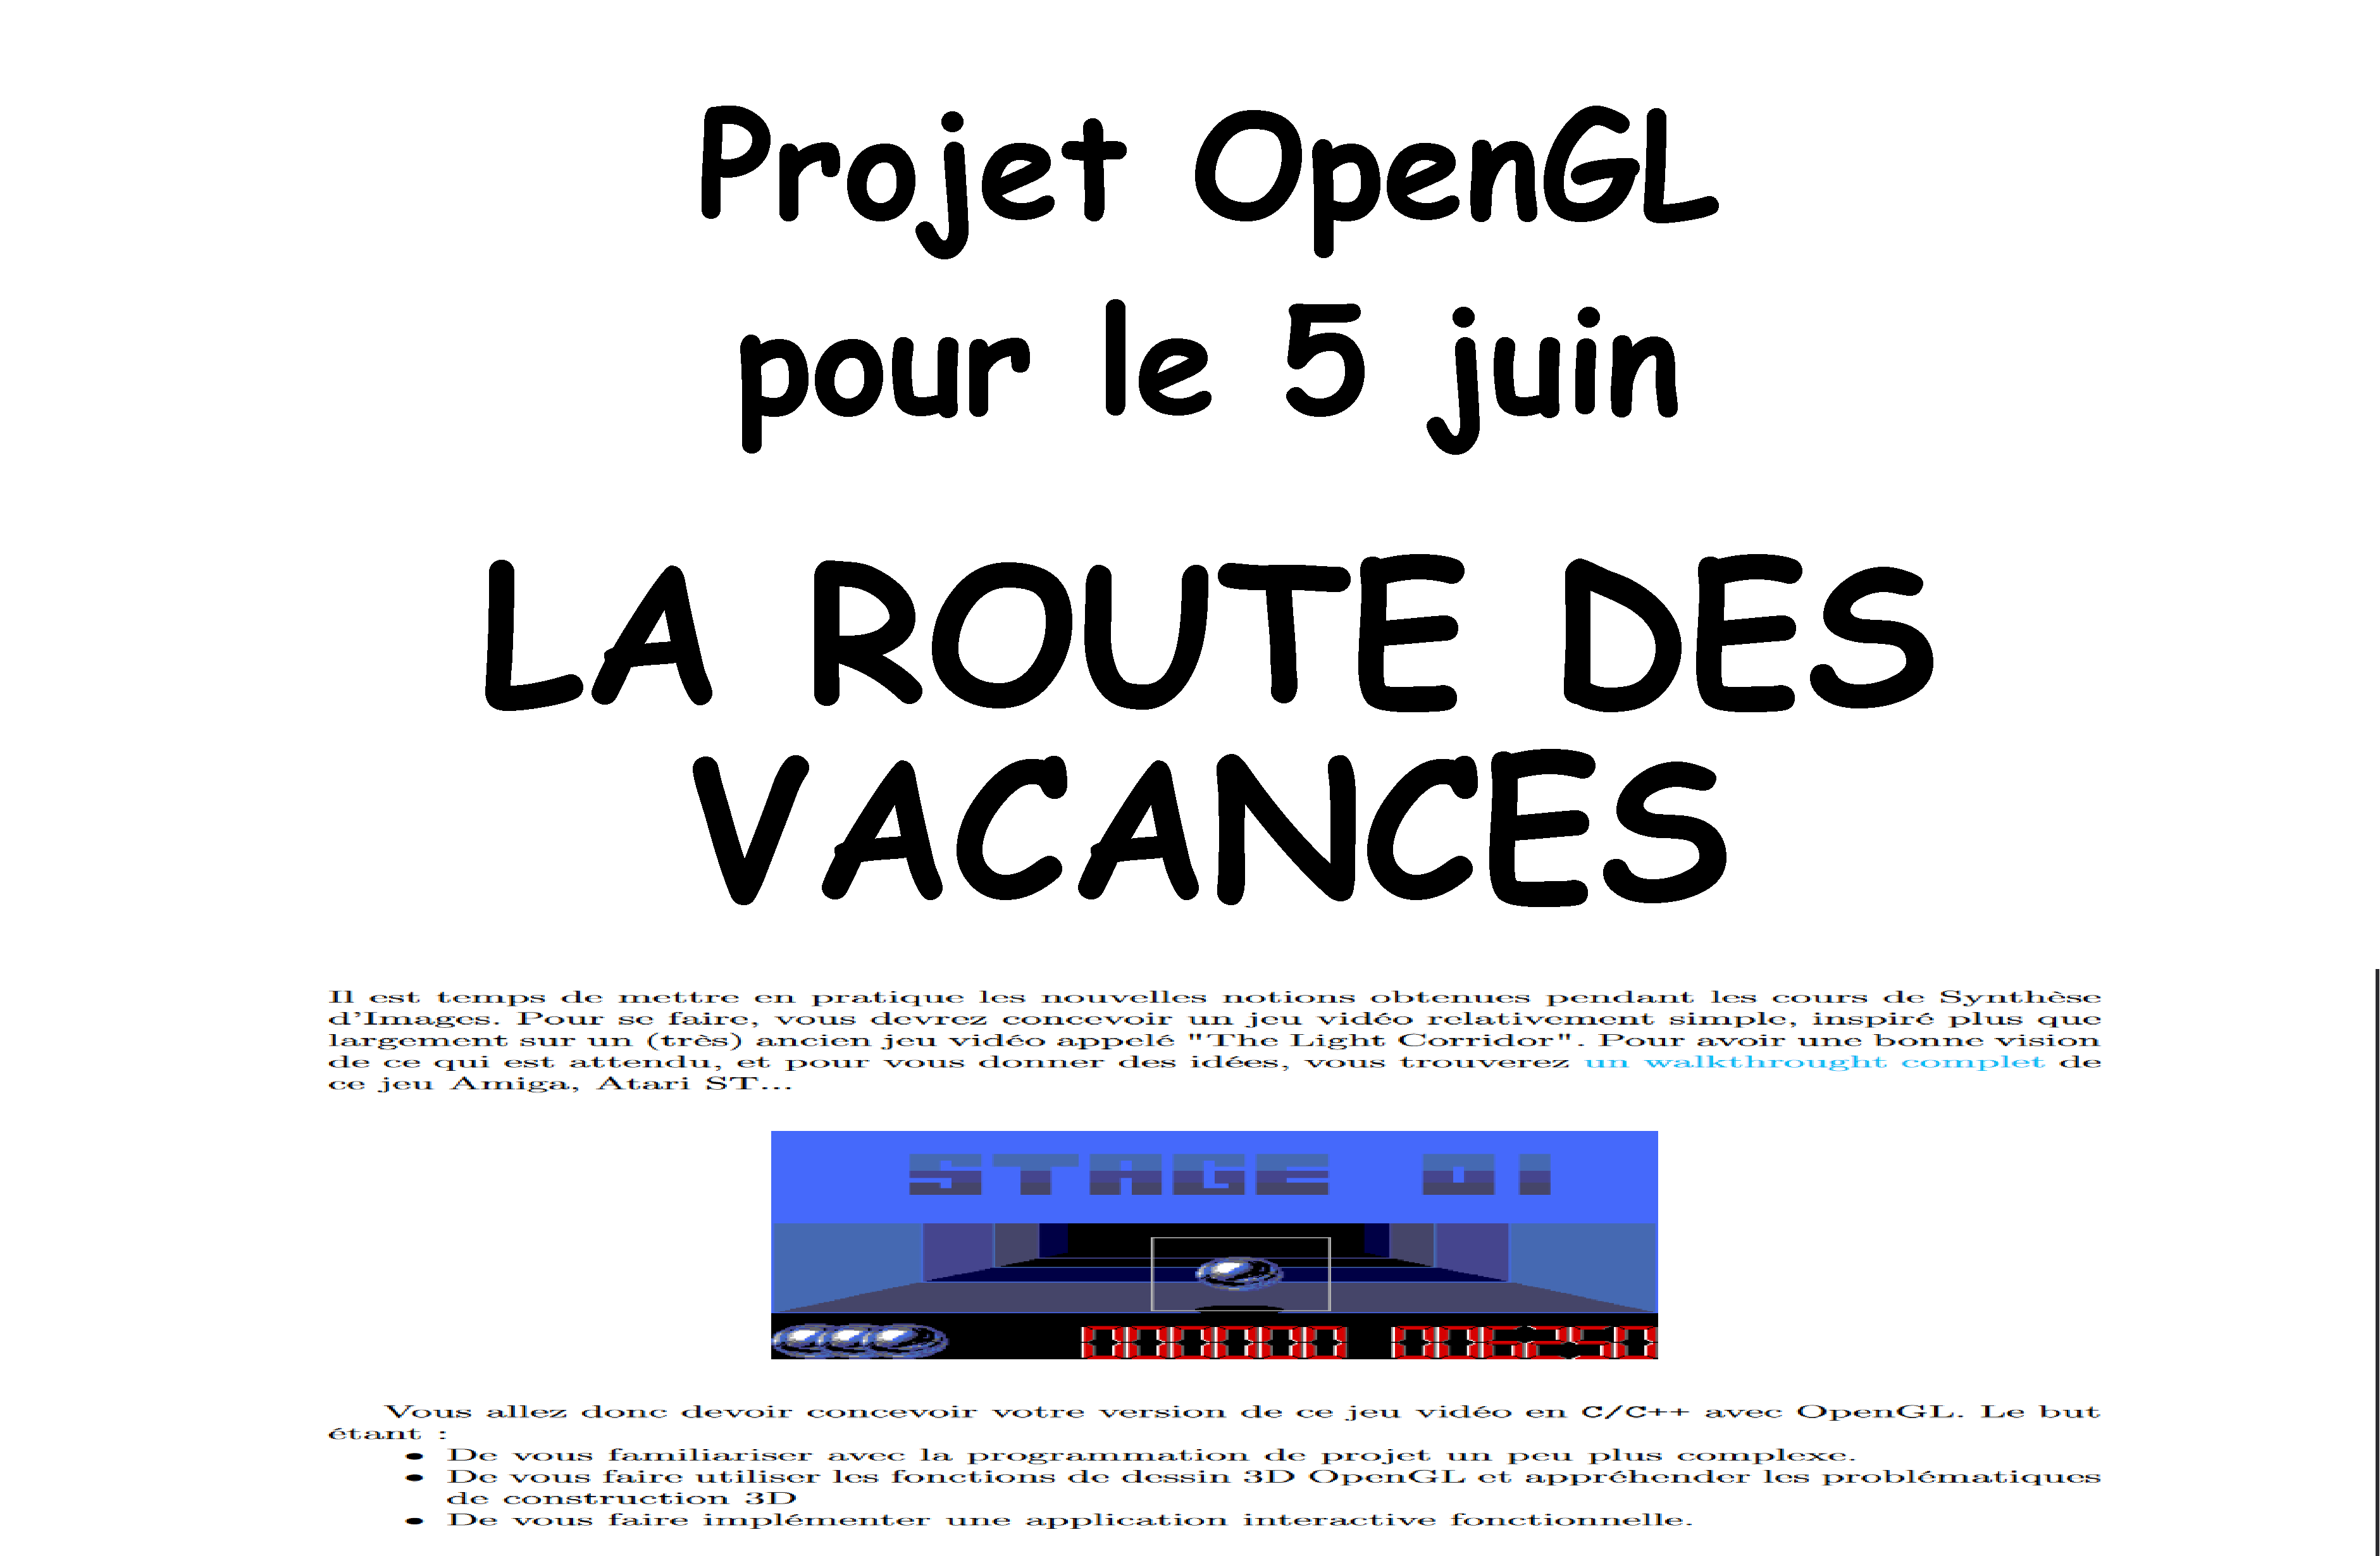 Projet OpenGL
pour le 5 juin
LA ROUTE DES
VACANCES
Il est temps de mettre en pratique les nouvelles notions obtenues pendant les cours de Synthèse
d'Images. Pour se faire, vous devrez concevoir un jeu vidéo relativement simple, inspiré plus que
largement sur un (très) ancien jeu vidéo appelé "The Light Corridor". Pour avoir une bonne vision
de ce qui est attendu, et pour vous donner des idées, vous trouverez un walkthrought complet de
ce jeu Amiga, Atari ST...
STAGE 01
000000 006250
Vous allez donc devoir concevoir votre version de ce jeu vidéo en C/C++ avec OpenGL. Le but
étant :
• De vous familiariser avec la programmation de projet un peu plus complexe.
• De vous faire utiliser les fonctions de dessin 3D OpenGL et appréhender les problématiques
de construction 3D
• De vous faire implémenter une application interactive fonctionnelle.